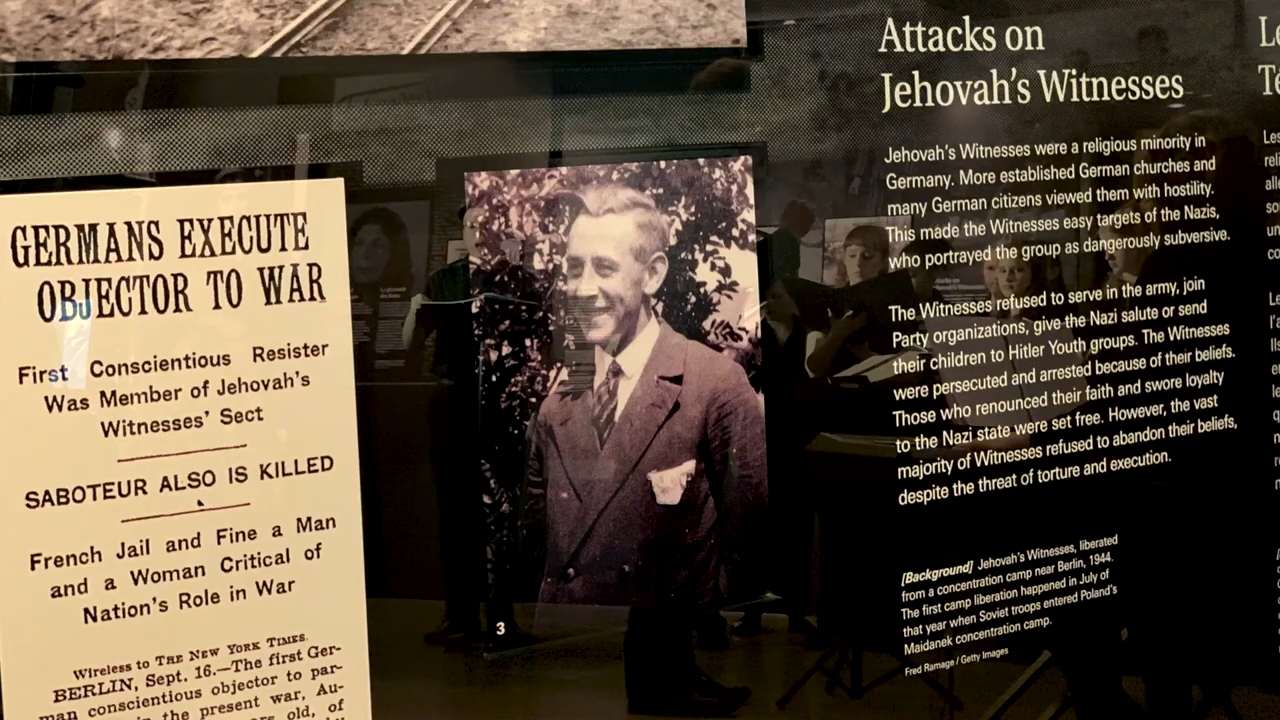 GERMANS EXECUTE
OBJECTOR TO WAR
First Conscientious Resister
Was Member of Jehovah's
Witnesses' Sect
SABOTEUR ALSO IS KILLED
French Jail and Fine a Man
and a Woman Critical of
Nation's Role in War
Wireless to THE NEW YORK TIMES.
BERLIN, Sept. 16.—The first Ger-
man conscientious objector to par-
the present war, Au-
old, of
3
Attacks on
Jehovah's Witnesses
Jehovah's Witnesses were a religious minority in
Germany. More established German churches and
many German citizens viewed them with hostility.
This made the Witnesses easy targets of the Nazis,
who portrayed the group as dangerously subversive.
The Witnesses refused to serve in the army, join
Party organizations, give the Nazi salute or send
their children to Hitler Youth groups. The Witnesses
were persecuted and arrested because of their beliefs.
Those who renounced their faith and swore loyalty
to the Nazi state were set free. However, the vast
majority of Witnesses refused to abandon their beliefs,
despite the threat of torture and execution.
[Background] Jehovah's Witnesses, liberated
from a concentration camp near Berlin, 1944.
The first camp liberation happened in July of
that year when Soviet troops entered Poland's
Maidanek concentration camp.
Fred Ramage / Getty Images